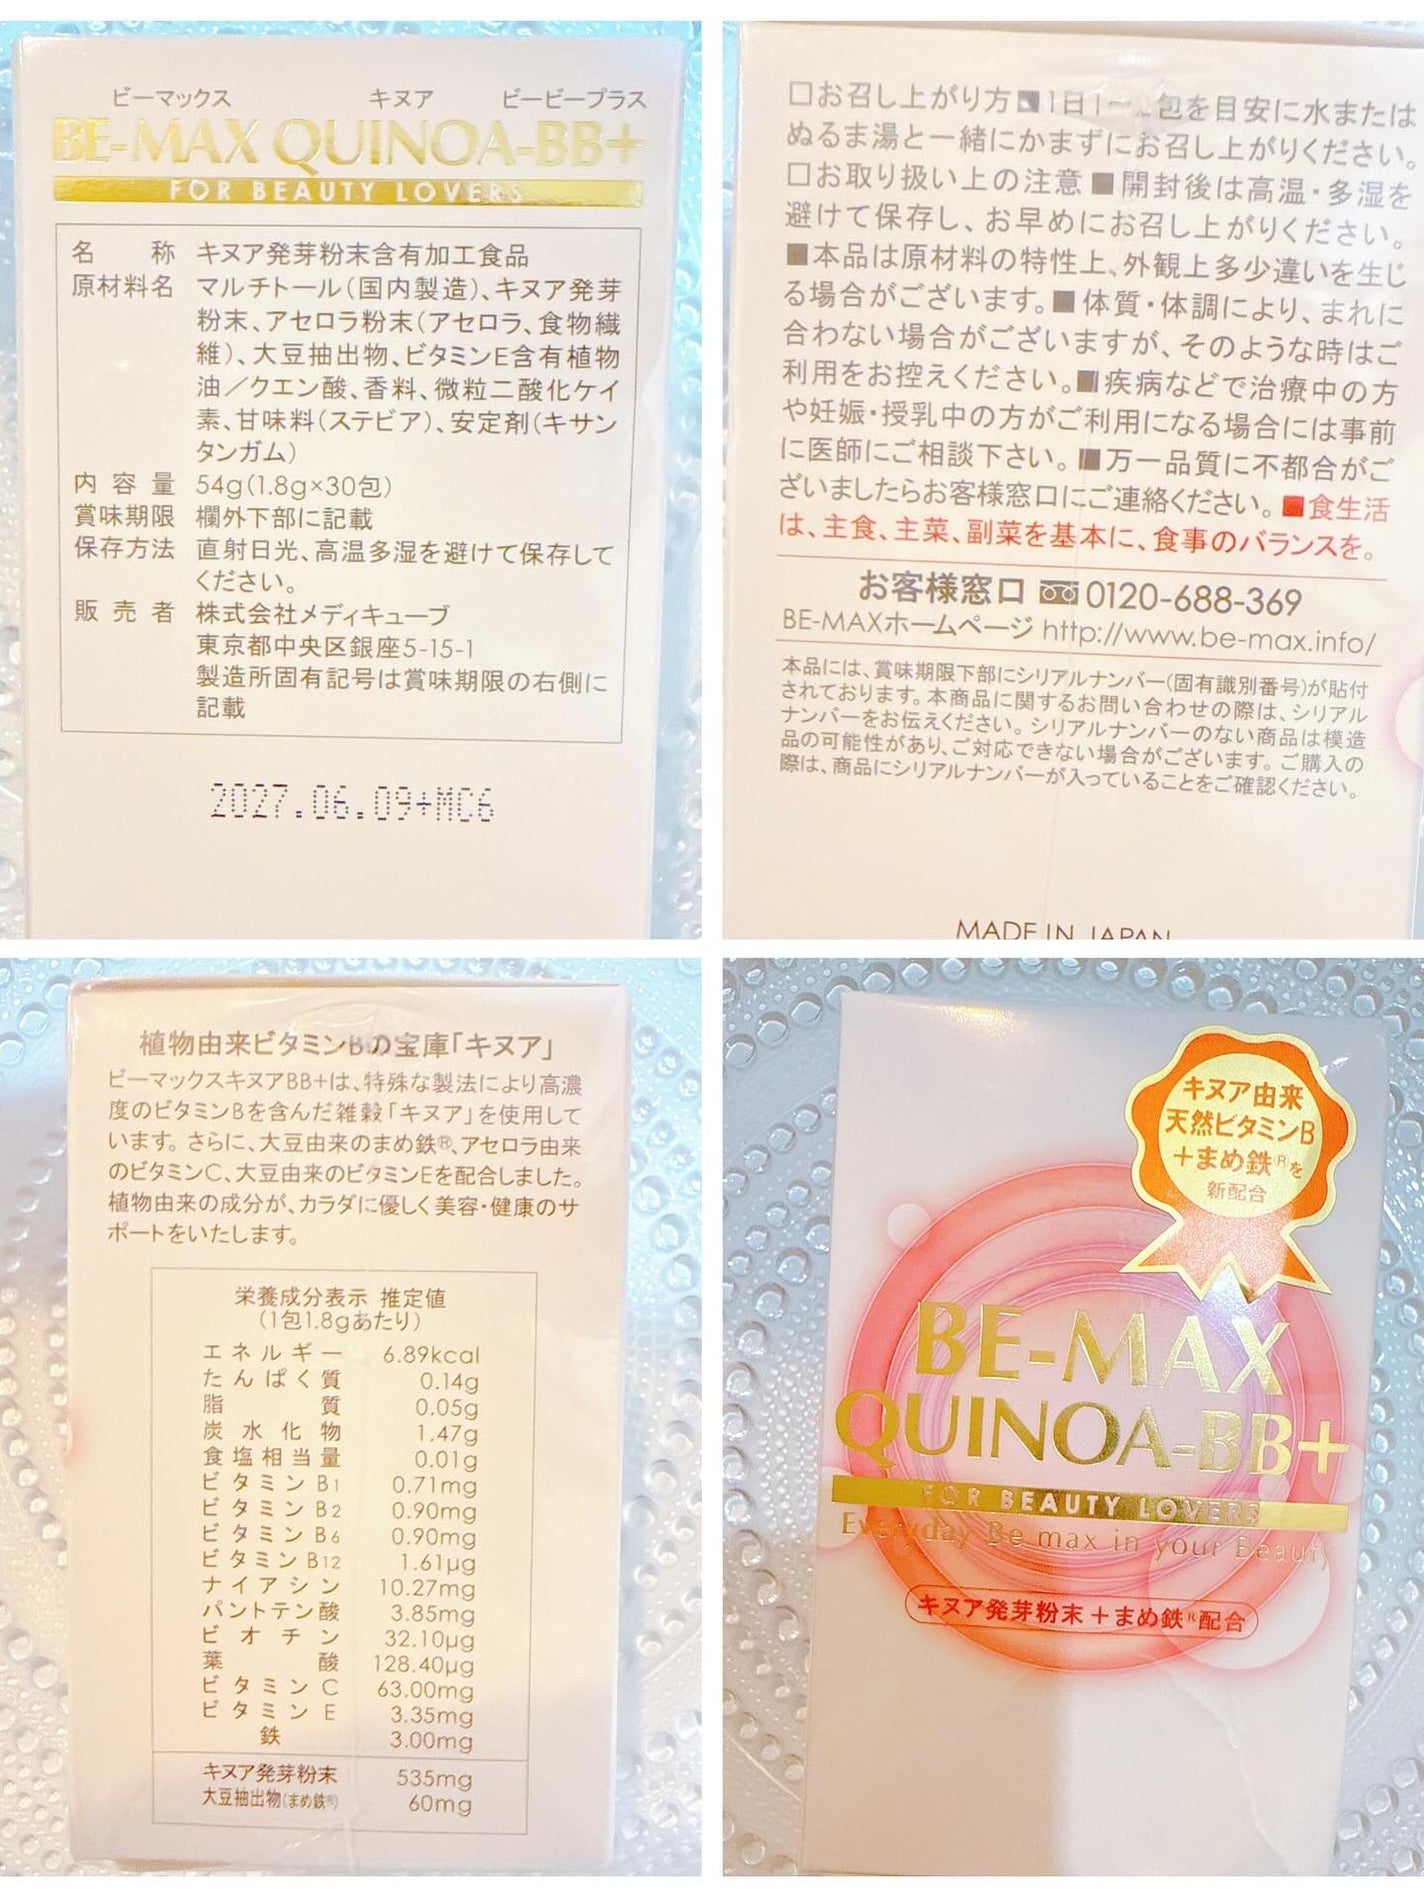 ビーマックス キヌア ビービープラス
BE-MAX QUINOA-BB+
FOR BEAUTY LOVERS
名 称 キヌア発芽粉末含有加工食品
原材料名 マルチトール(国内製造)、キヌア発芽
粉末、アセロラ粉末(アセロラ、食物繊
維)、大豆抽出物、ビタミンE含有植物
油/クエン酸、香料、微粒二酸化ケイ
素、甘味料(ステビア)、安定剤(キサン
タンガム)
内容量 54g(1.8g×30包)
賞味期限 欄外下部に記載
保存方法 直射日光、高温多湿を避けて保存して
ください。
販売者 株式会社メディキューブ
東京都中央区銀座5-15-1
製造所固有記号は賞味期限の右側に
記載
2027.06.09+MC6
□お召し上がり方■1日1~ 包を目安に水または
ぬるま湯と一緒にかまずにお召し上がりください。
□お取り扱い上の注意■開封後は高温・多湿を
避けて保存し、お早めにお召し上がりください。
■本品は原材料の特性上、外観上多少違いを生じ
る場合がございます。■体質・体調により、まれに
合わない場合がございますが、そのような時はご
利用をお控えください。■疾病などで治療中の方
や妊娠・授乳中の方がご利用になる場合には事前
に医師にご相談下さい。■万一品質に不都合がご
ざいましたらお客様窓口にご連絡ください。■食生活
は、主食、主菜、副菜を基本に、食事のバランスを。
お客様窓口 0120-688-369
BE-MAXホームページ http://www.be-max.info/
本品には、賞味期限下部にシリアルナンバー(固有識別番号)が貼付
されております。本商品に関するお問い合わせの際は、シリアル
ナンバーをお伝えください。シリアルナンバーのない商品は模造
品の可能性があり、ご対応できない場合がございます。ご購入の
際は、商品にシリアルナンバーが入っていることをご確認ください。
MADE IN JAPAN
植物由来ビタミンBの宝庫「キヌア」
ビーマックスキヌアBB+は、特殊な製法により高濃
度のビタミンBを含んだ雑穀「キヌア」を使用して
います。さらに、大豆由来のまめ鉄®、アセロラ由来
のビタミンC、大豆由来のビタミンEを配合しました。
植物由来の成分が、カラダに優しく美容・健康のサ
ポートをいたします。
栄養成分表示 推定値
(1包1.8gあたり)
エネルギー 6.89kcal
たんぱく質 0.14g
脂質 0.05g
炭水化物 1.47g
食塩相当量 0.01g
ビタミンB1 0.71mg
ビタミンB2 0.90mg
ビタミンB6 0.90mg
ビタミンB12 1.61μg
ナイアシン 10.27mg
パントテン酸 3.85mg
ビオチン 32.10μg
葉酸 128.40μg
ビタミンC 63.00mg
ビタミンE 3.35mg
鉄 3.00mg
キヌア発芽粉末 535mg
大豆抽出物(まめ鉄®) 60mg
キヌア由来
天然ビタミンB
+まめ鉄®を
新配合
BE-MAX
QUINOA-BB+
FOR BEAUTY LOVERS
Everyday Be max in your Beauty
キヌア発芽粉末+まめ鉄®配合